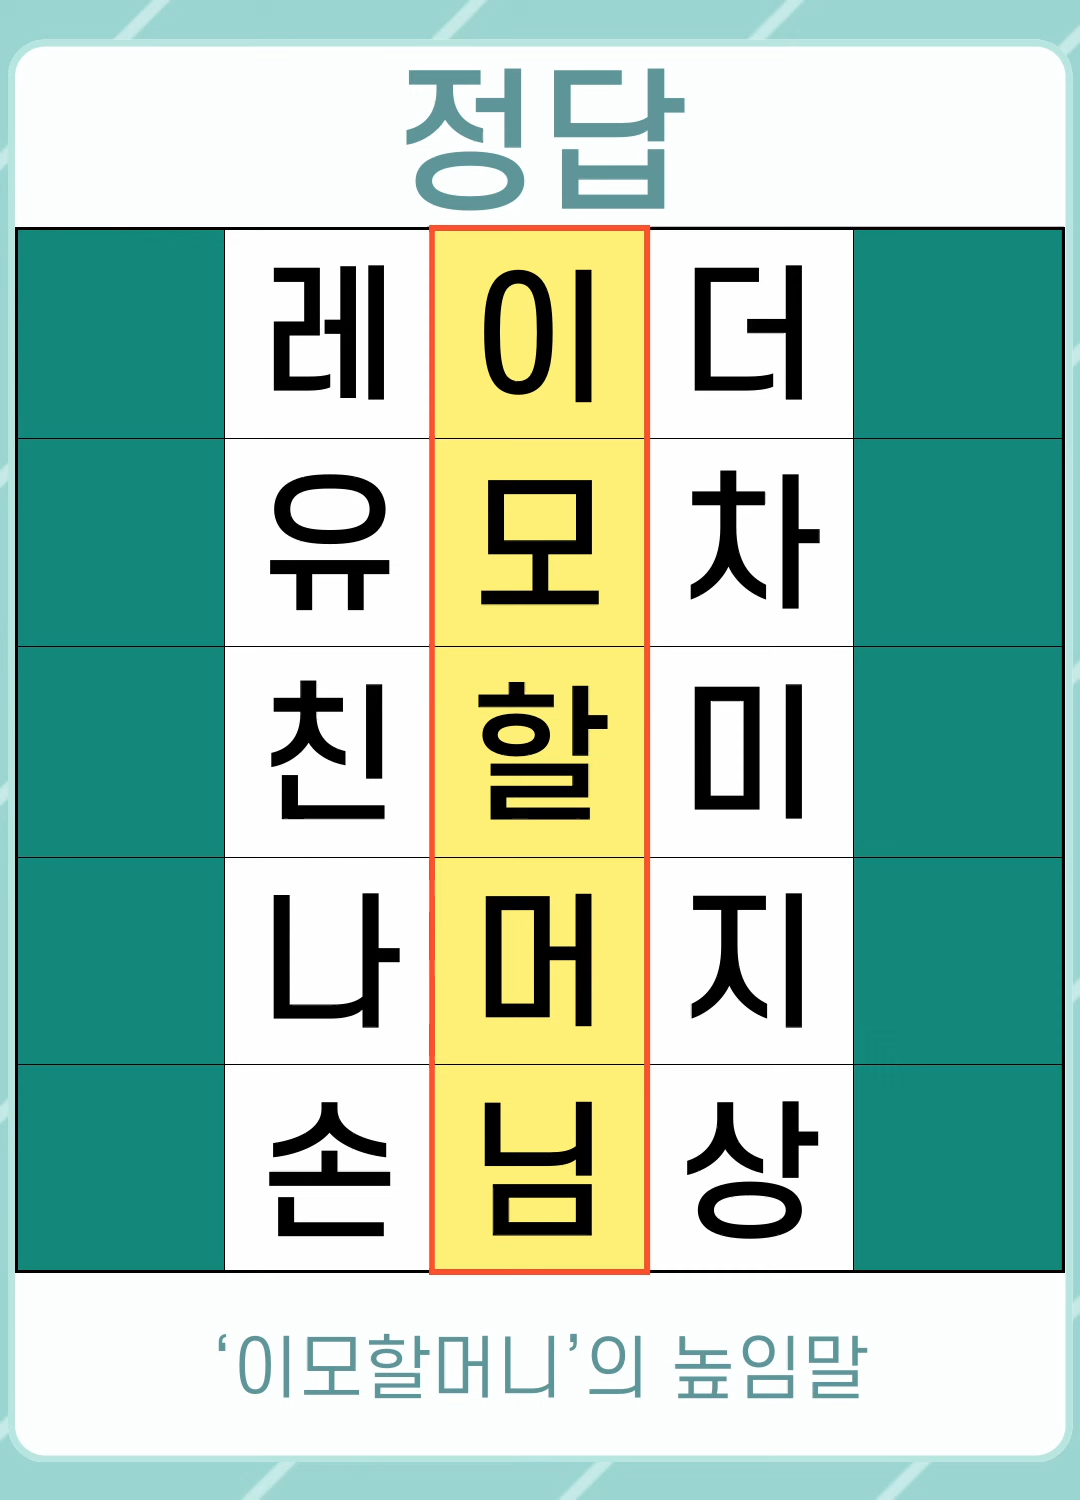 정답
레 이 더
유 모 차
친 할 미
나 머 지
손 님 상
‘이모할머니’의 높임말